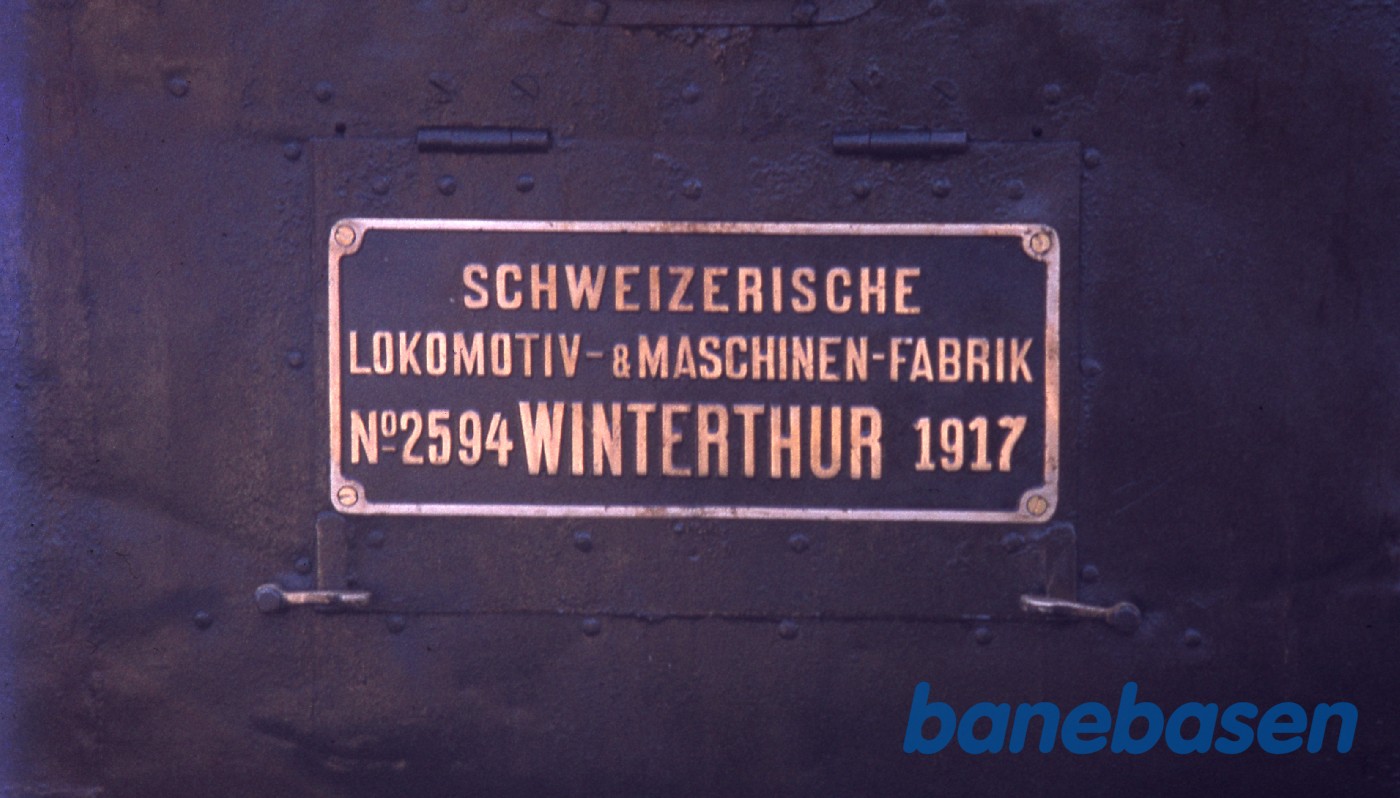 SCHWEIZERISCHE
LOKOMOTIV-&MASCHINEN-FABRIK
Nº2594 WINTERTHUR 1917
banebasen